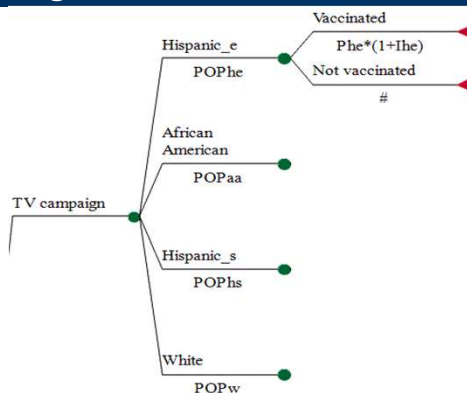 Vaccinated
Hispanic_e
Phe*(1+Ihe)
POPhe
Not vaccinated
#
African
American
POPaa
TV campaign
Hispanic_s
POPhs
White
POPw